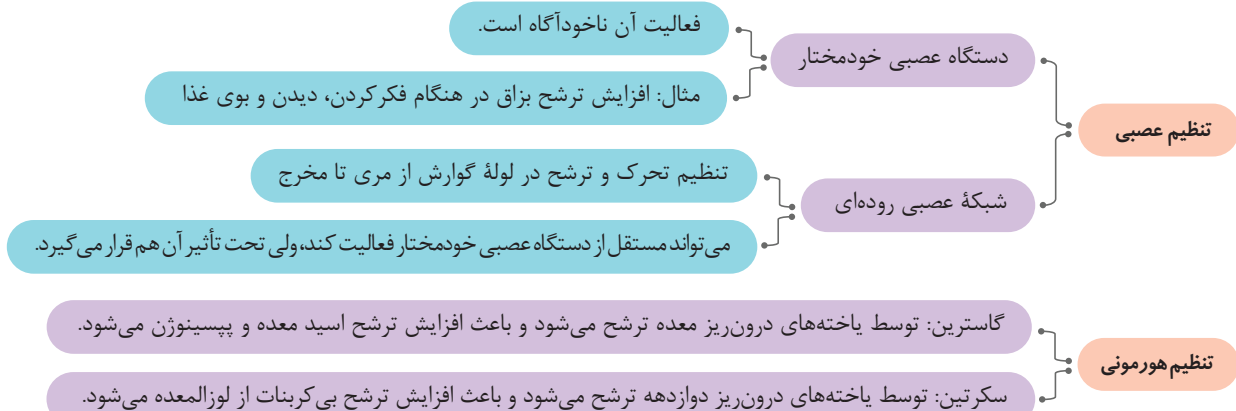 تنظیم عصبی
دستگاه عصبی خودمختار
فعالیت آن ناخودآگاه است.
مثال: افزایش ترشح بزاق در هنگام فکرکردن، دیدن و بوی غذا
شبکهٔ عصبی روده‌ای
تنظیم تحرک و ترشح در لولهٔ گوارش از مری تا مخرج
می‌تواند مستقل از دستگاه عصبی خودمختار فعالیت کند، ولی تحت تأثیر آن هم قرار می‌گیرد.
تنظیم هورمونی
گاسترین: توسط یاخته‌های درون‌ریز معده ترشح می‌شود و باعث افزایش ترشح اسید معده و پپسینوژن می‌شود.
سکرتین: توسط یاخته‌های درون‌ریز دوازدهه ترشح می‌شود و باعث افزایش ترشح بی‌کربنات از لوزالمعده می‌شود.